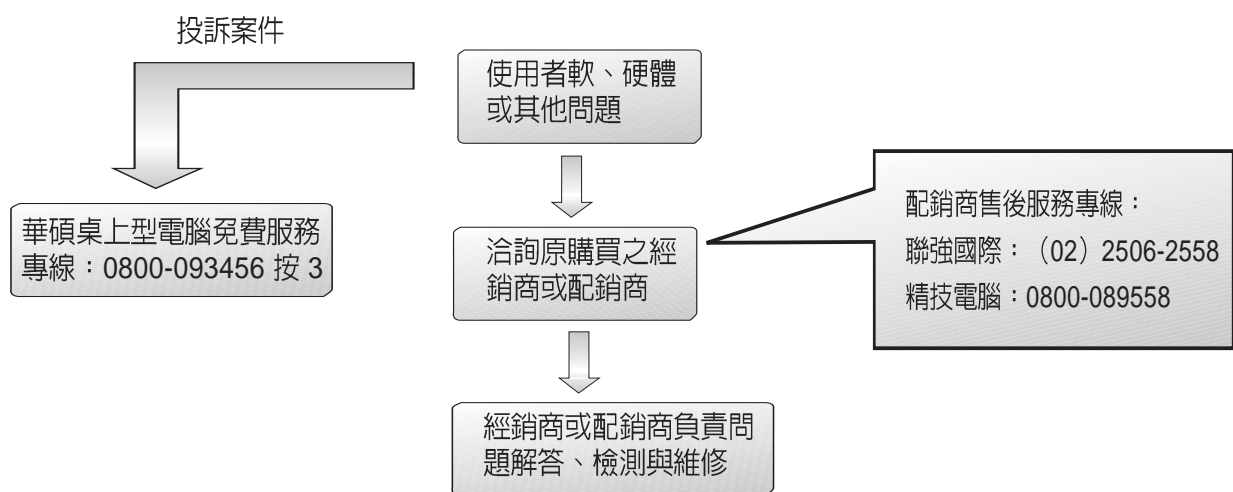 投訴案件
使用者軟、硬體
或其他問題
華碩桌上型電腦免費服務
專線：0800-093456 按 3
洽詢原購買之經
銷商或配銷商
配銷商售後服務專線：
聯強國際：（02）2506-2558
精技電腦：0800-089558
經銷商或配銷商負責問
題解答、檢測與維修